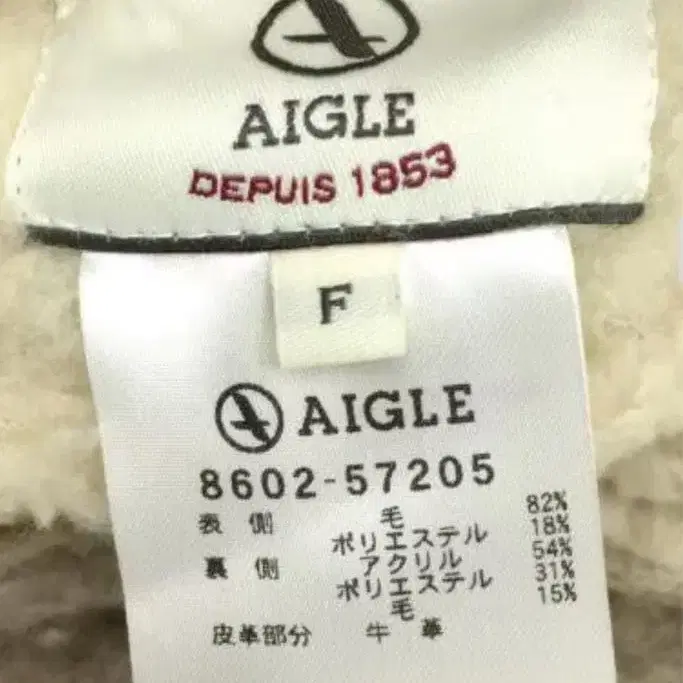 AIGLE
DEPUIS 1853
F
AIGLE
8602-57205
表側 毛 82%
ポリエステル 18%
裏側 アクリル 54%
ポリエステル 31%
毛 15%
皮革部分 牛革